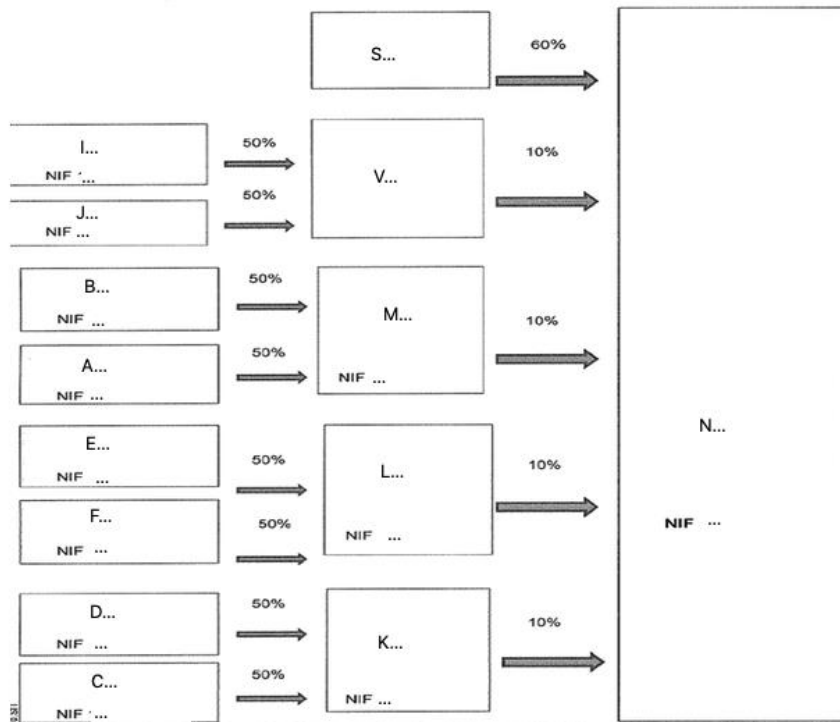 S...
60%
I...
NIF ...
50%
V...
10%
J...
NIF ...
50%
B...
NIF ...
50%
M...
NIF ...
10%
A...
NIF ...
50%
E...
NIF ...
50%
L...
NIF ...
10%
F...
NIF ...
50%
N...
NIF ...
D...
NIF ...
50%
K...
NIF ...
10%
C...
NIF ...
50%